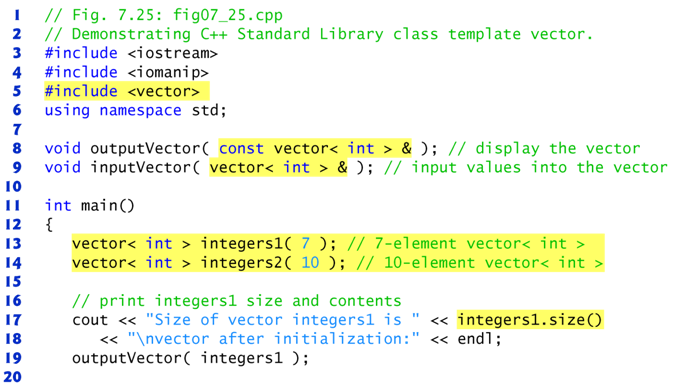 1 // Fig. 7.25: fig07_25.cpp
2 // Demonstrating C++ Standard Library class template vector.
3 #include <iostream>
4 #include <iomanip>
5 #include <vector>
6 using namespace std;
7
8 void outputVector( const vector< int > & ); // display the vector
9 void inputVector( vector< int > & ); // input values into the vector
10
11 int main()
12 {
13 vector< int > integers1( 7 ); // 7-element vector< int >
14 vector< int > integers2( 10 ); // 10-element vector< int >
15
16 // print integers1 size and contents
17 cout << "Size of vector integers1 is " << integers1.size()
18 << "\nvector after initialization:" << endl;
19 outputVector( integers1 );
20